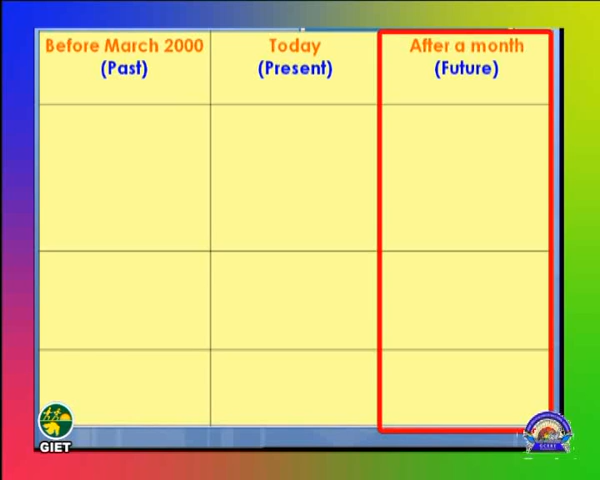 Before March 2000
(Past)
Today
(Present)
After a month
(Future)
GIET